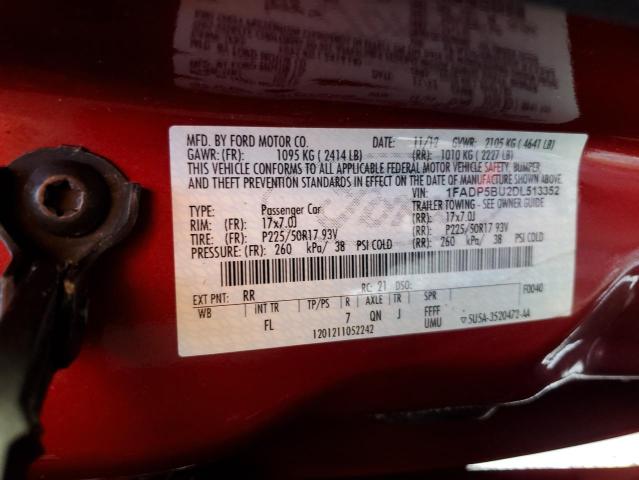 MFD. BY FORD MOTOR CO. DATE: 11/12 GVWR: 2105 KG ( 4641 LB)
GAWR: (FR): 1095 KG ( 2414 LB) (RR): 1010 KG ( 2227 LB)
THIS VEHICLE CONFORMS TO ALL APPLICABLE FEDERAL MOTOR VEHICLE SAFETY, BUMPER
AND THEFT PREVENTION STANDARDS IN EFFECT ON THE DATE OF MANUFACTURE SHOWN ABOVE.
VIN: 1FADP5BU2DL513352
TYPE: Passenger Car TRAILER TOWING - SEE OWNER GUIDE
RIM: (FR): 17x7.0J (RR): 17x7.0J
TIRE: (FR): P225/50R17 93V (RR): P225/50R17 93V
PRESSURE: (FR): 260 kPa/ 38 PSI COLD (RR): 260 kPa/ 38 PSI COLD
EXT PNT: RR RC: 21 DSO: F0040
WB INT TR TP/PS R AXLE TR SPR
FL 7 QN J FFFF
1201211052242 UMU 5U5A-3520472-AA